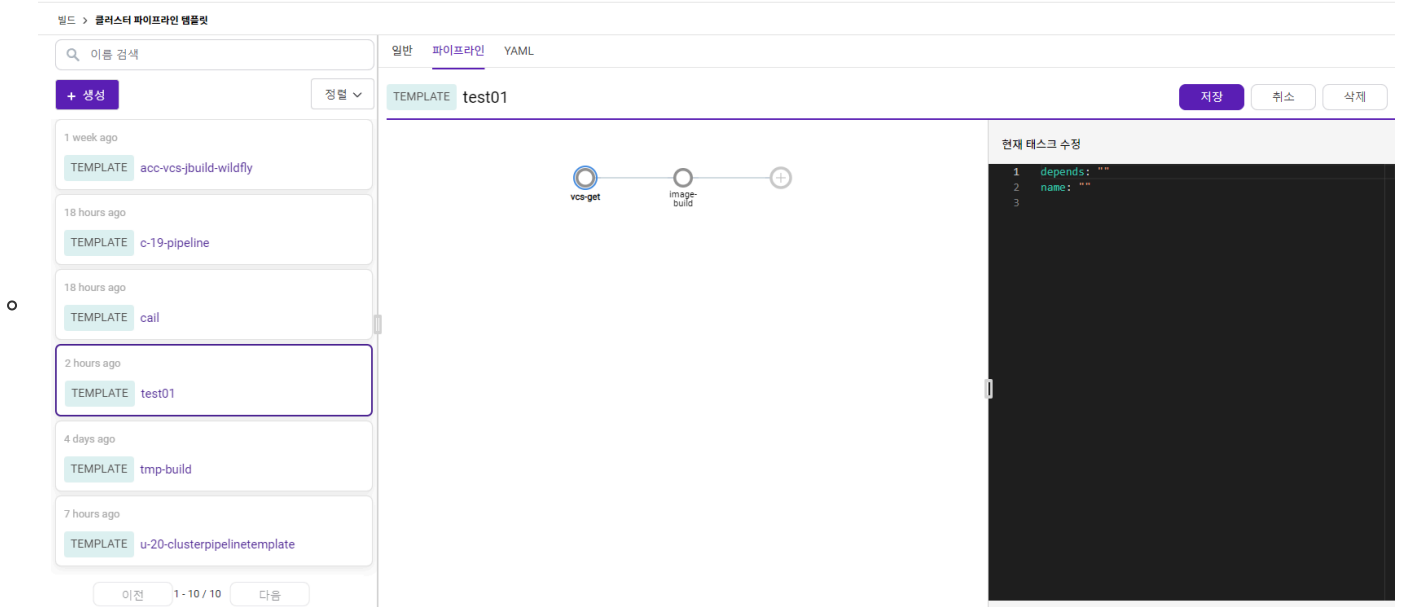 빌드 > 클러스터 파이프라인 템플릿
이름 검색
+ 생성
정렬
1 week ago
TEMPLATE acc-vcs-jbuild-wildfly
18 hours ago
TEMPLATE c-19-pipeline
18 hours ago
TEMPLATE cail
2 hours ago
TEMPLATE test01
4 days ago
TEMPLATE tmp-build
7 hours ago
TEMPLATE u-20-clusterpipelinetemplate
이전 1 - 10 / 10 다음
일반 파이프라인 YAML
TEMPLATE test01
저장 취소 삭제
vcs-get
image-
build
현재 태스크 수정
1 depends: ""
2 name: ""
3